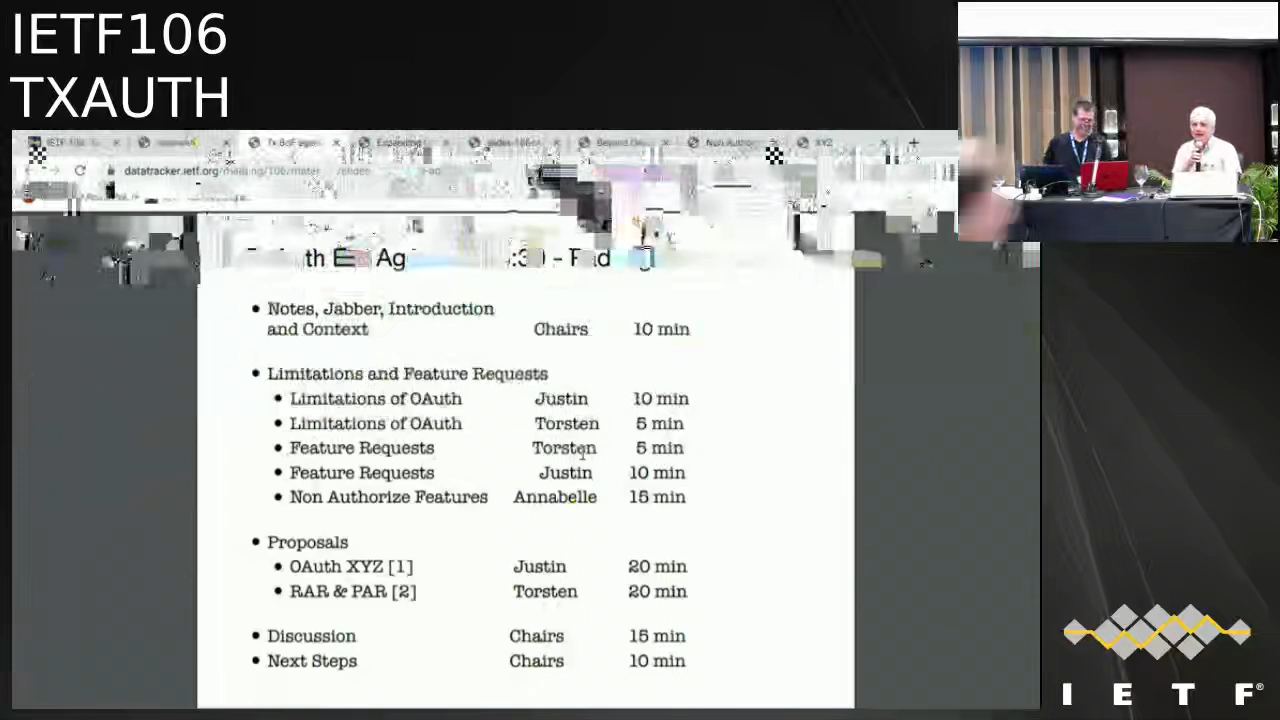 IETF106
TXAUTH
datatracker.ietf.org/
XYZ
Ag
• Notes, Jabber, Introduction
and Context Chairs 10 min
• Limitations and Feature Requests
• Limitations of OAuth Justin 10 min
• Limitations of OAuth Torsten 5 min
• Feature Requests Torsten 5 min
• Feature Requests Justin 10 min
• Non Authorize Features Annabelle 15 min
• Proposals
• OAuth XYZ [1] Justin 20 min
• RAR & PAR [2] Torsten 20 min
• Discussion Chairs 15 min
• Next Steps Chairs 10 min
I E T F®